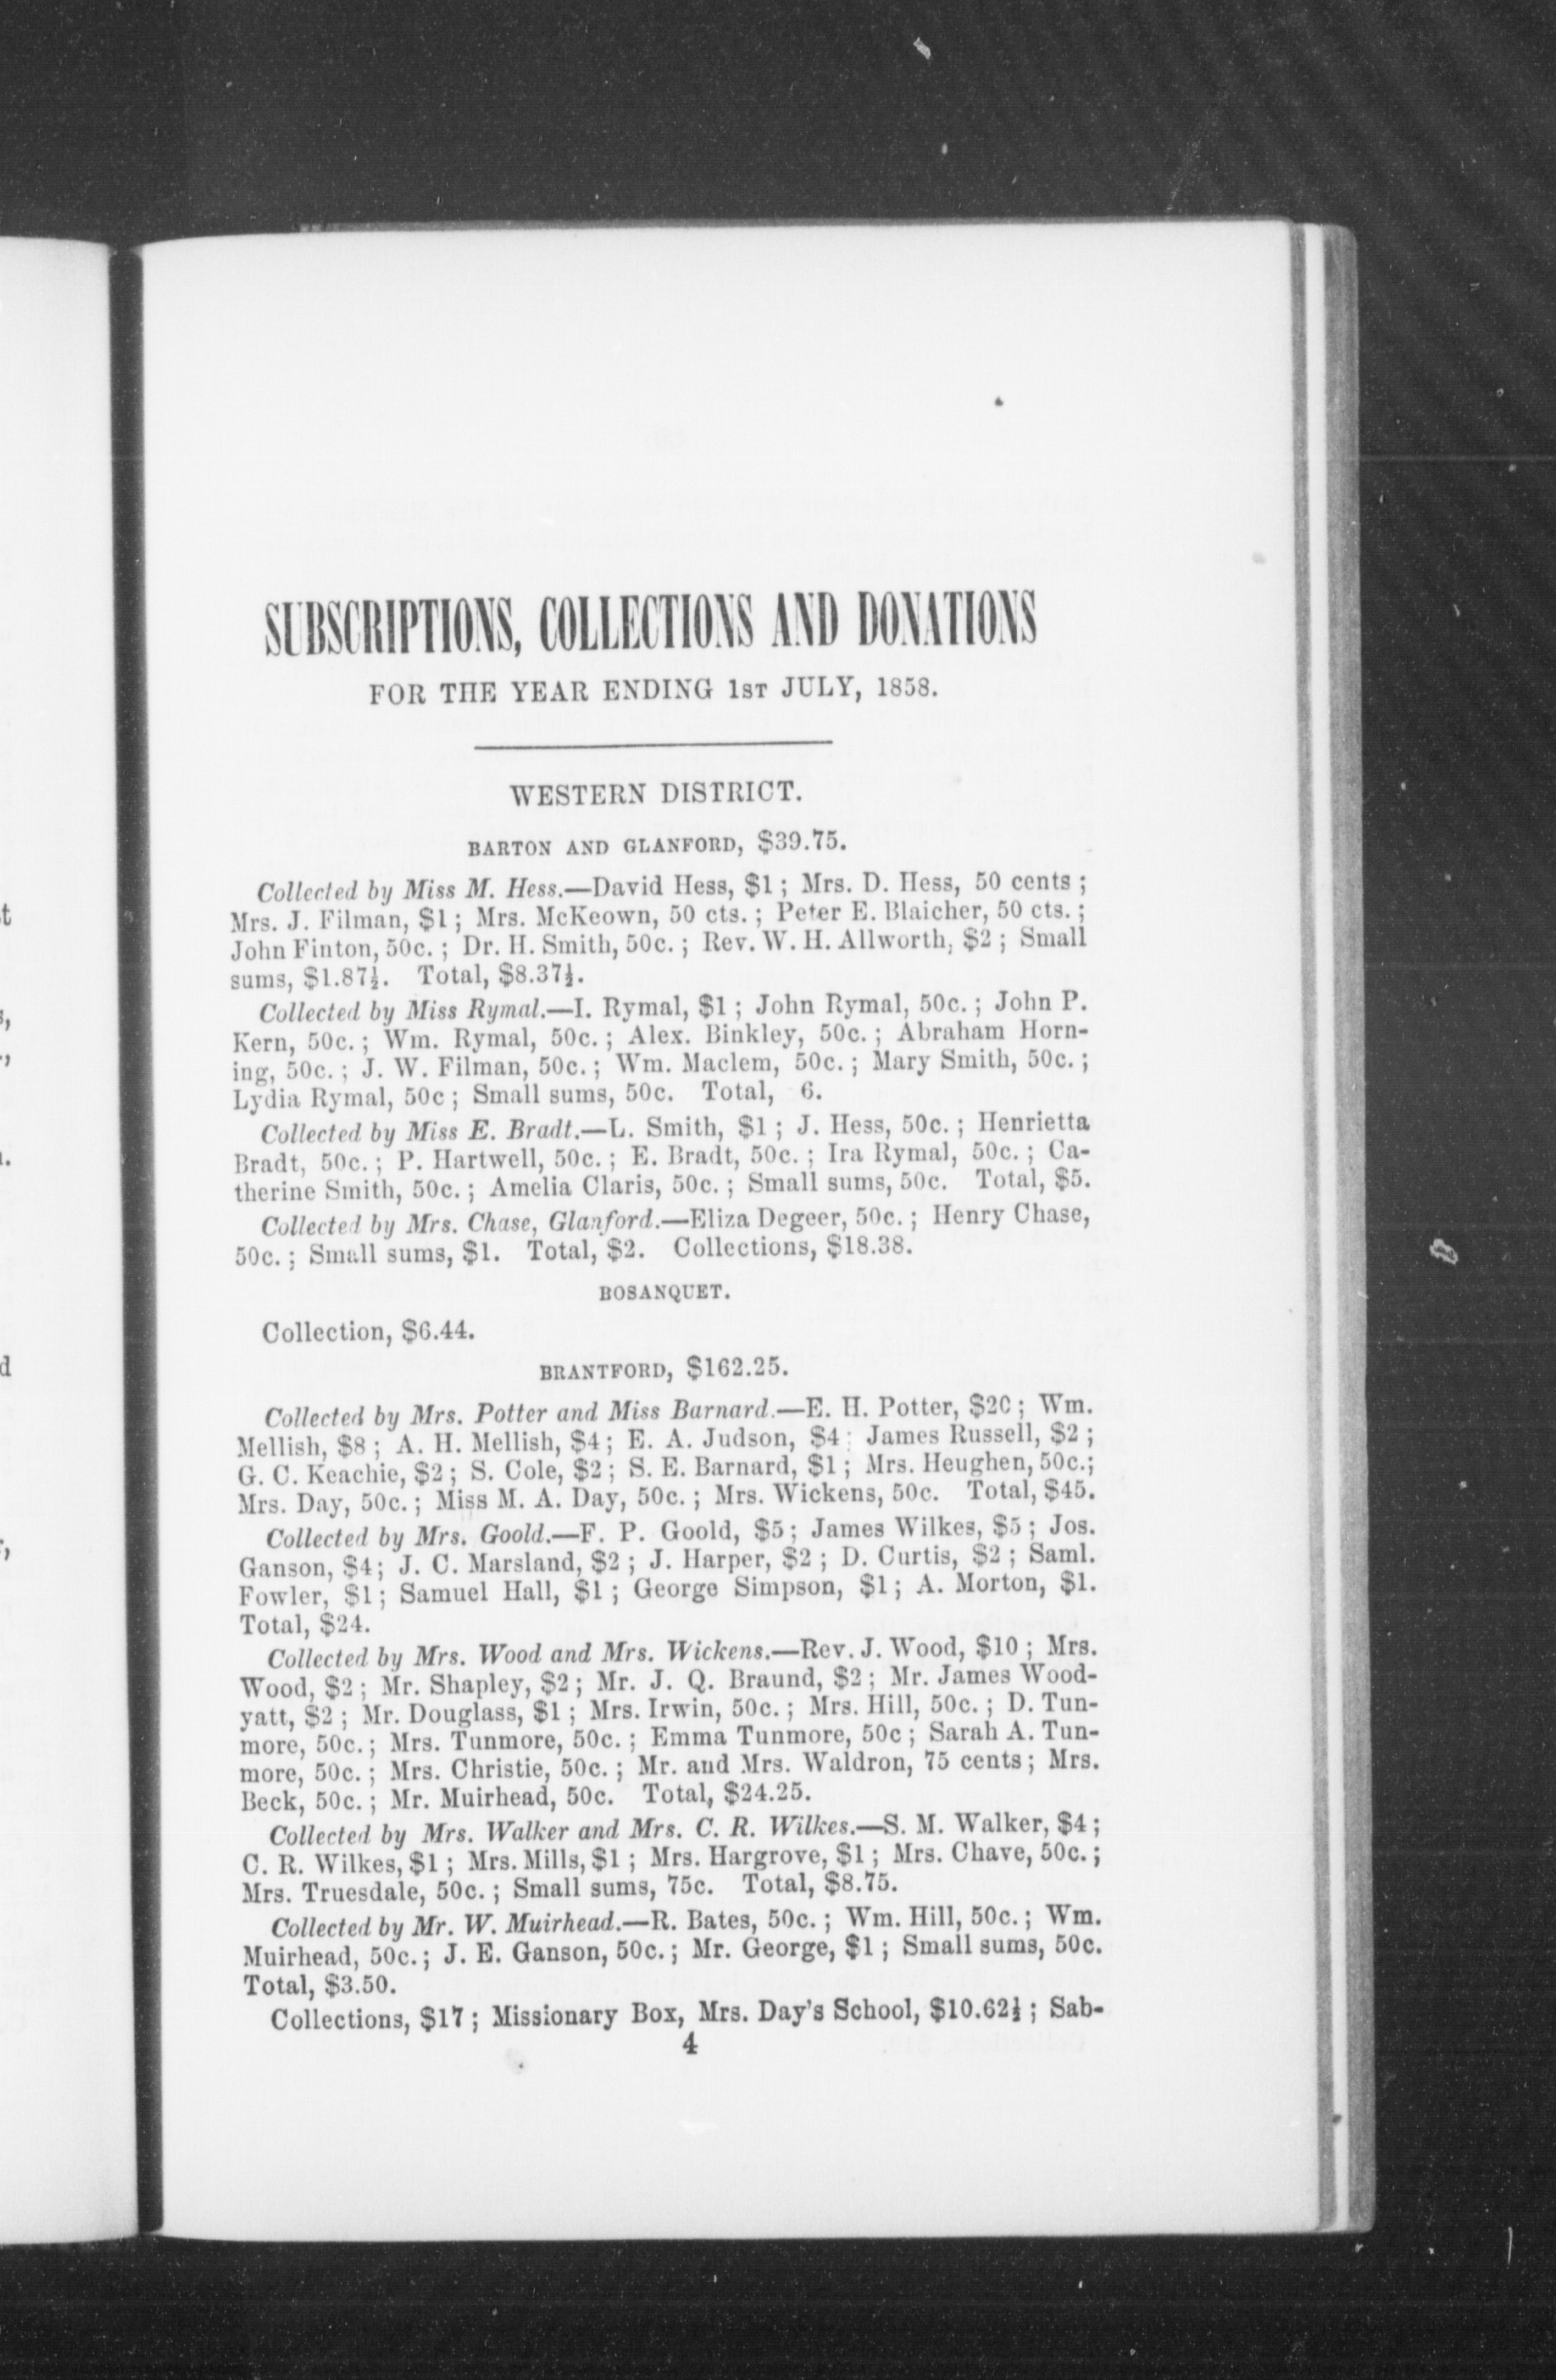 SUBSCRIPTIONS, COLLECTIONS AND DONATIONS
FOR THE YEAR ENDING 1ST JULY, 1858.
WESTERN DISTRICT.
BARTON AND GLANFORD, $39.75.
Collected by Miss M. Hess.—David Hess, $1; Mrs. D. Hess, 50 cents;
Mrs. J. Filman, $1; Mrs. McKeown, 50 cts.; Peter E. Blaicher, 50 cts.;
John Finton, 50c.; Dr. H. Smith, 50c.; Rev. W. H. Allworth, $2; Small
sums, $1.87½. Total, $8.37½.
Collected by Miss Rymal.—I. Rymal, $1; John Rymal, 50c.; John P.
Kern, 50c.; Wm. Rymal, 50c.; Alex. Binkley, 50c.; Abraham Horn-
ing, 50c.; J. W. Filman, 50c.; Wm. Maclem, 50c.; Mary Smith, 50c.;
Lydia Rymal, 50c; Small sums, 50c. Total, 6.
Collected by Miss E. Bradt.—L. Smith, $1; J. Hess, 50c.; Henrietta
Bradt, 50c.; P. Hartwell, 50c.; E. Bradt, 50c.; Ira Rymal, 50c.; Ca-
therine Smith, 50c.; Amelia Claris, 50c.; Small sums, 50c. Total, $5.
Collected by Mrs. Chase, Glanford.—Eliza Degeer, 50c.; Henry Chase,
50c.; Small sums, $1. Total, $2. Collections, $18.38.
BOSANQUET.
Collection, $6.44.
BRANTFORD, $162.25.
Collected by Mrs. Potter and Miss Barnard.—E. H. Potter, $20; Wm.
Mellish, $8; A. H. Mellish, $4; E. A. Judson, $4; James Russell, $2;
G. C. Keachie, $2; S. Cole, $2; S. E. Barnard, $1; Mrs. Heughen, 50c.;
Mrs. Day, 50c.; Miss M. A. Day, 50c.; Mrs. Wickens, 50c. Total, $45.
Collected by Mrs. Goold.—F. P. Goold, $5; James Wilkes, $5; Jos.
Ganson, $4; J. C. Marsland, $2; J. Harper, $2; D. Curtis, $2; Saml.
Fowler, $1; Samuel Hall, $1; George Simpson, $1; A. Morton, $1.
Total, $24.
Collected by Mrs. Wood and Mrs. Wickens.—Rev. J. Wood, $10; Mrs.
Wood, $2; Mr. Shapley, $2; Mr. J. Q. Braund, $2; Mr. James Wood-
yatt, $2; Mr. Douglass, $1; Mrs. Irwin, 50c.; Mrs. Hill, 50c.; D. Tun-
more, 50c.; Mrs. Tunmore, 50c.; Emma Tunmore, 50c; Sarah A. Tun-
more, 50c.; Mrs. Christie, 50c.; Mr. and Mrs. Waldron, 75 cents; Mrs.
Beck, 50c.; Mr. Muirhead, 50c. Total, $24.25.
Collected by Mrs. Walker and Mrs. C. R. Wilkes.—S. M. Walker, $4;
C. R. Wilkes, $1; Mrs. Mills, $1; Mrs. Hargrove, $1; Mrs. Chave, 50c.;
Mrs. Truesdale, 50c.; Small sums, 75c. Total, $8.75.
Collected by Mr. W. Muirhead.—R. Bates, 50c.; Wm. Hill, 50c.; Wm.
Muirhead, 50c.; J. E. Ganson, 50c.; Mr. George, $1; Small sums, 50c.
Total, $3.50.
Collections, $17; Missionary Box, Mrs. Day's School, $10.62½; Sab-
4